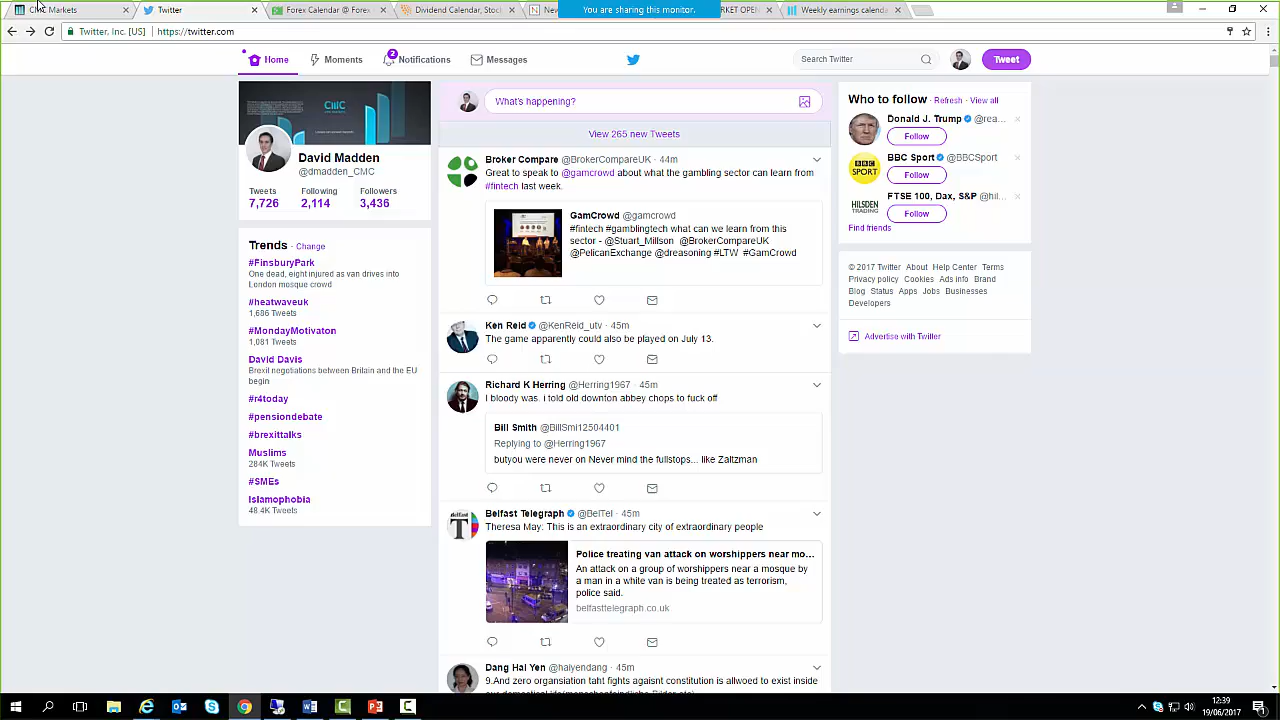 CMC Markets
Twitter
Forex Calendar @ Forex
Dividend Calendar, Stoc
You are sharing this monitor.
RKET OPEN
Weekly earnings calenda
Twitter, Inc. [US]
https://twitter.com
Home
Moments
2
Notifications
Messages
Search Twitter
Tweet
cmc
David Madden
@dmadden_CMC
Tweets Following Followers
7,726 2,114 3,436
Trends · Change
#FinsburyPark
One dead, eight injured as van drives into
London mosque crowd
#heatwaveuk
1,686 Tweets
#MondayMotivaton
1,081 Tweets
David Davis
Brexit negotiations between Britain and the EU
begin
#r4today
#pensiondebate
#brexittalks
Muslims
284K Tweets
#SMEs
Islamophobia
48.4K Tweets
What's happening?
View 265 new Tweets
Broker Compare @BrokerCompareUK · 44m
Great to speak to @gamcrowd about what the gambling sector can learn from
#fintech last week.
GamCrowd @gamcrowd
#fintech #gamblingtech what can we learn from this
sector - @Stuart_Millson @BrokerCompareUK
@PelicanExchange @dreasoning #LTW #GamCrowd
Ken Reid @KenReid_utv · 45m
The game apparently could also be played on July 13.
Richard K Herring @Herring1967 · 45m
I bloody was. i told old downton abbey chops to fuck off
Bill Smith @BillSmi12504401
Replying to @Herring1967
butyou were never on Never mind the fullstops... like Zaltzman
Belfast Telegraph @BelTel · 45m
Theresa May: This is an extraordinary city of extraordinary people
Police treating van attack on worshippers near mo...
An attack on a group of worshippers near a mosque by
a man in a white van is being treated as terrorism,
police said.
belfasttelegraph.co.uk
Dang Hai Yen @haiyendang · 45m
9.And zero organsiation taht fights agaisnt constitution is allwoed to exist inside
Who to follow · Refresh · View all
Donald J. Trump @rea...
Follow
BBC Sport @BBCSport
Follow
FTSE 100, Dax, S&P @hil...
Follow
BBC
SPORT
HILSDEN
TRADING
Find friends
© 2017 Twitter About Help Center Terms
Privacy policy Cookies Ads info Brand
Blog Status Apps Jobs Businesses
Developers
Advertise with Twitter
12:39
19/06/2017